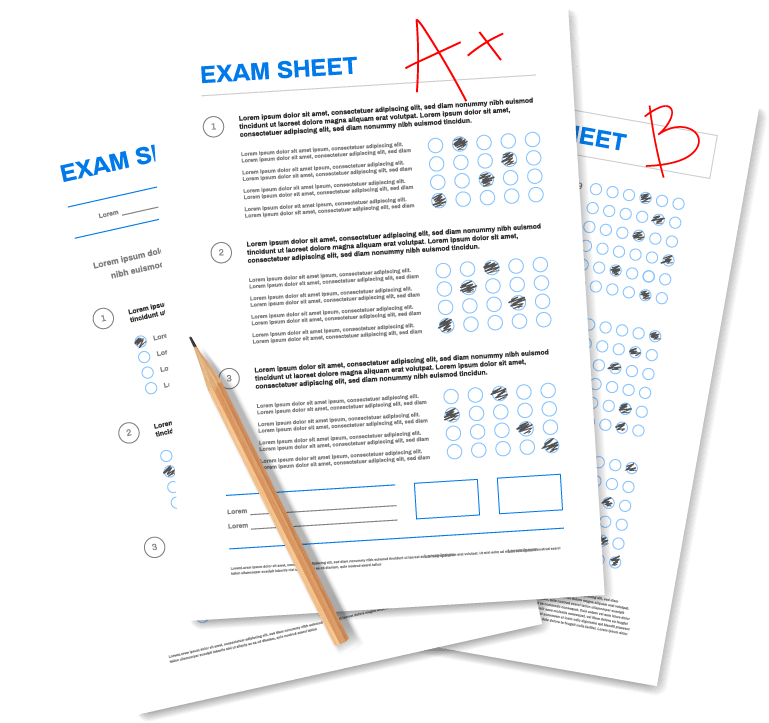 EXAM SHEET
A+
1
Lorem ipsum dolor sit amet, consectetuer adipiscing elit, sed diam nonummy nibh euismod
tincidunt ut laoreet dolore magna aliquam erat volutpat. Lorem ipsum dolor sit amet,
consectetuer adipiscing elit, sed diam nonummy nibh euismod tincidun.
Lorem ipsum dolor sit amet ipsum, consectetuer adipiscing elit.
Lorem ipsum dolor sit amet, consectetuer adipiscing elit, sed diam
Lorem ipsum dolor sit amet ipsum, consectetuer adipiscing elit.
Lorem ipsum dolor sit amet, consectetuer adipiscing elit, sed diam
Lorem ipsum dolor sit amet ipsum, consectetuer adipiscing elit.
Lorem ipsum dolor sit amet, consectetuer adipiscing elit, sed diam
Lorem ipsum dolor sit amet ipsum, consectetuer adipiscing elit.
Lorem ipsum dolor sit amet, consectetuer adipiscing elit, sed diam
2
Lorem ipsum dolor sit amet, consectetuer adipiscing elit, sed diam nonummy nibh euismod
tincidunt ut laoreet dolore magna aliquam erat volutpat. Lorem ipsum dolor sit amet,
consectetuer adipiscing elit, sed diam nonummy nibh euismod tincidun.
Lorem ipsum dolor sit amet ipsum, consectetuer adipiscing elit.
Lorem ipsum dolor sit amet, consectetuer adipiscing elit, sed diam
Lorem ipsum dolor sit amet ipsum, consectetuer adipiscing elit.
Lorem ipsum dolor sit amet, consectetuer adipiscing elit, sed diam
Lorem ipsum dolor sit amet ipsum, consectetuer adipiscing elit.
Lorem ipsum dolor sit amet, consectetuer adipiscing elit, sed diam
Lorem ipsum dolor sit amet ipsum, consectetuer adipiscing elit.
Lorem ipsum dolor sit amet, consectetuer adipiscing elit, sed diam
3
Lorem ipsum dolor sit amet, consectetuer adipiscing elit, sed diam nonummy nibh euismod
tincidunt ut laoreet dolore magna aliquam erat volutpat. Lorem ipsum dolor sit amet,
consectetuer adipiscing elit, sed diam nonummy nibh euismod tincidun.
Lorem ipsum dolor sit amet ipsum, consectetuer adipiscing elit.
Lorem ipsum dolor sit amet, consectetuer adipiscing elit, sed diam
Lorem ipsum dolor sit amet ipsum, consectetuer adipiscing elit.
Lorem ipsum dolor sit amet, consectetuer adipiscing elit, sed diam
Lorem ipsum dolor sit amet ipsum, consectetuer adipiscing elit.
Lorem ipsum dolor sit amet, consectetuer adipiscing elit, sed diam
Lorem ipsum dolor sit amet ipsum, consectetuer adipiscing elit.
ipsum dolor sit amet, consectetuer adipiscing elit, sed diam
Lorem
Lorem
EXAM SH
Lorem
Lorem ipsum dol
nibh euismod
1
Lorem ipsu
tincidunt ut
Lore
Lor
Lo
L
2
Loren
tincid
3
EET
B